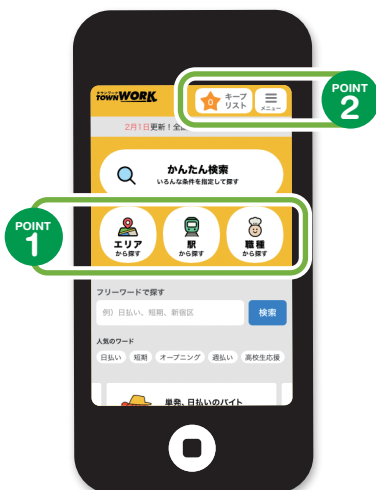 タウンワーク
TOWNWORK
0
キープ
リスト
メニュー
POINT
2
2月1日更新！全国
かんたん検索
いろんな条件を指定して探す
POINT
1
エリア
から探す
駅
から探す
職種
から探す
フリーワードで探す
例）日払い、短期、新宿区
検索
人気のワード
日払い 短期 オープニング 週払い 高校生応援
単発、日払いのバイト